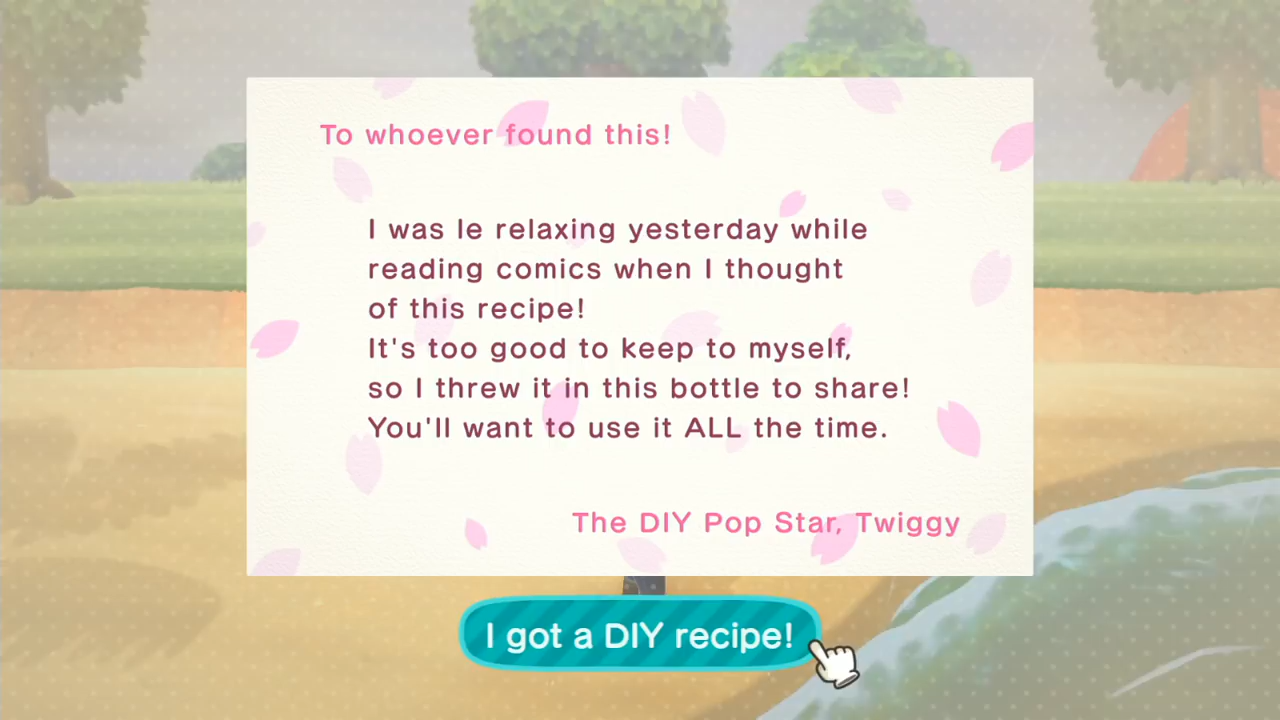 To whoever found this!
I was le relaxing yesterday while
reading comics when I thought
of this recipe!
It's too good to keep to myself,
so I threw it in this bottle to share!
You'll want to use it ALL the time.
The DIY Pop Star, Twiggy
I got a DIY recipe!